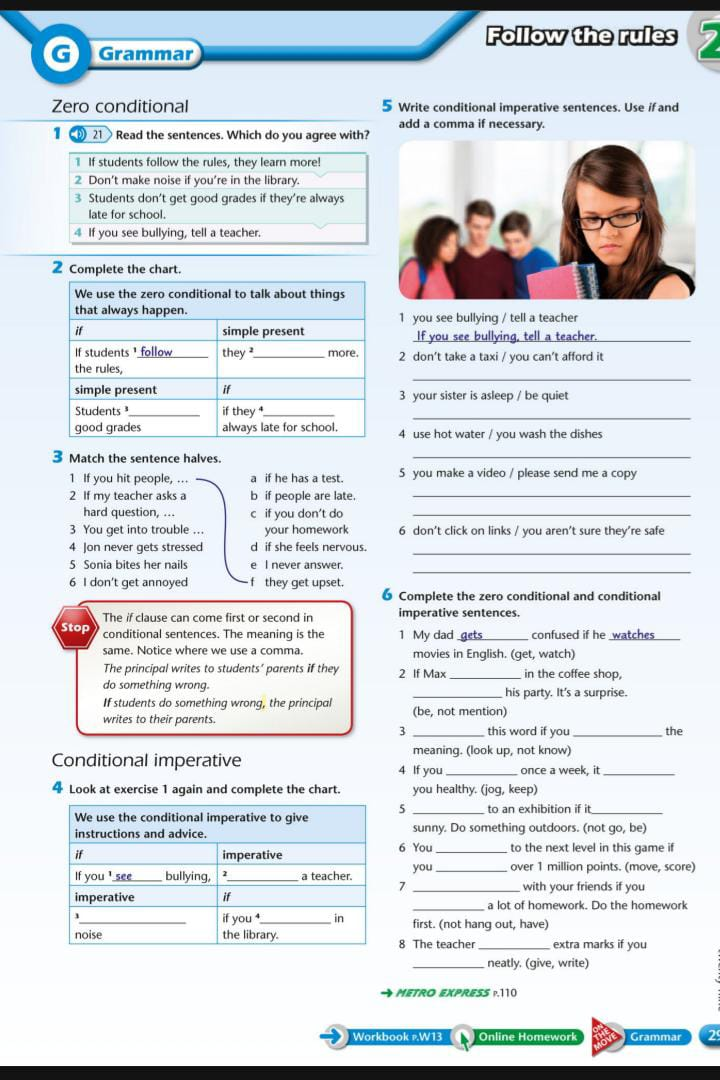 G Grammar
Follow the rules 2
Zero conditional
1 21 Read the sentences. Which do you agree with?
1 If students follow the rules, they learn more!
2 Don't make noise if you're in the library.
3 Students don't get good grades if they're always
late for school.
4 If you see bullying, tell a teacher.
2 Complete the chart.
We use the zero conditional to talk about things
that always happen.
if simple present
If students ¹ follow they ² ____________ more.
the rules,
simple present if
Students ³____________ if they ⁴____________
good grades always late for school.
3 Match the sentence halves.
1 If you hit people, …
2 If my teacher asks a
hard question, …
3 You get into trouble …
4 Jon never gets stressed
5 Sonia bites her nails
6 I don't get annoyed
a if he has a test.
b if people are late.
c if you don't do
your homework
d if she feels nervous.
e I never answer.
f they get upset.
Stop
The if clause can come first or second in
conditional sentences. The meaning is the
same. Notice where we use a comma.
The principal writes to students' parents if they
do something wrong.
If students do something wrong, the principal
writes to their parents.
Conditional imperative
4 Look at exercise 1 again and complete the chart.
We use the conditional imperative to give
instructions and advice.
if imperative
If you ¹ see bullying, ²____________ a teacher.
imperative if
³____________ if you ⁴____________ in
noise the library.
5 Write conditional imperative sentences. Use if and
add a comma if necessary.
1 you see bullying / tell a teacher
If you see bullying, tell a teacher.
2 don't take a taxi / you can't afford it
3 your sister is asleep / be quiet
4 use hot water / you wash the dishes
5 you make a video / please send me a copy
6 don't click on links / you aren't sure they're safe
6 Complete the zero conditional and conditional
imperative sentences.
1 My dad gets confused if he watches
movies in English. (get, watch)
2 If Max ____________ in the coffee shop,
____________ his party. It's a surprise.
(be, not mention)
3 ____________ this word if you ____________ the
meaning. (look up, not know)
4 If you ____________ once a week, it ____________
you healthy. (jog, keep)
5 ____________ to an exhibition if it____________
sunny. Do something outdoors. (not go, be)
6 You ____________ to the next level in this game if
you ____________ over 1 million points. (move, score)
7 ____________ with your friends if you
____________ a lot of homework. Do the homework
first. (not hang out, have)
8 The teacher ____________ extra marks if you
____________ neatly. (give, write)
METRO EXPRESS P.110
Workbook P.W13 Online Homework ON THE MOVE Grammar 29